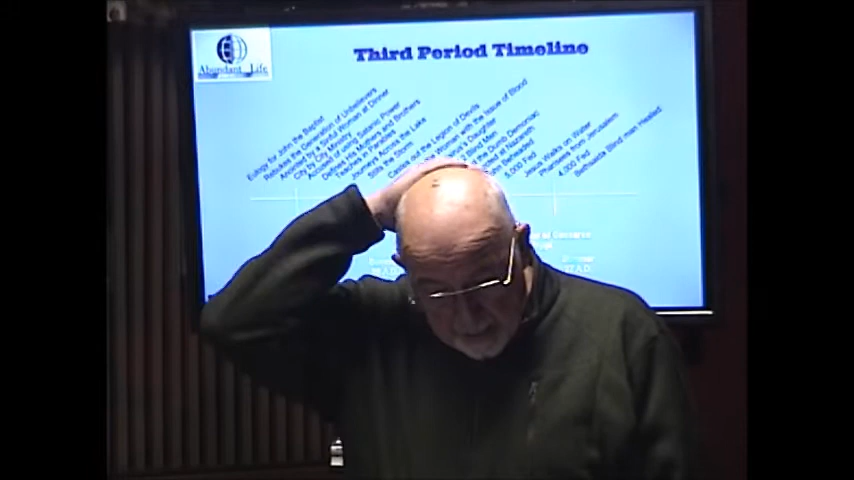 Abundant Life
Third Period Timeline
Eulogy for John the Baptist
Rebukes the Generation of Unbelievers
Anointed by a Sinful Woman at Dinner
City by City Ministry
Accused of using Satanic Power
Defines His Mothers and Brothers
Teaches in Parables
Journeys Across the Lake
Stills the Storm
Casts out the Legion of Devils
Woman with the Issue of Blood
Daughter
2 Blind Men
the Dumb Demoniac
at Nazareth
John Beheaded
5,000 Fed
Jesus Walks on Water
Pharisees from Jerusalem
4,000 Fed
Bethsaida Blind man Healed